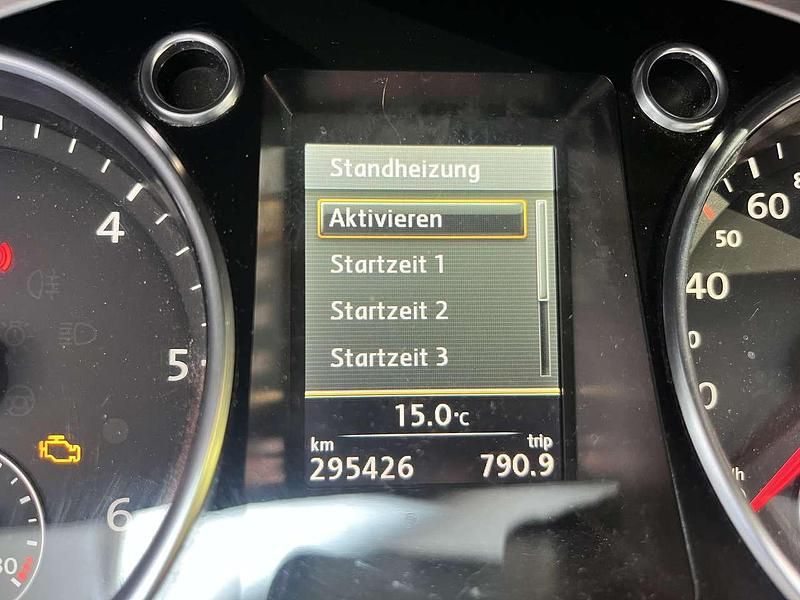 Standheizung
Aktivieren
Startzeit 1
Startzeit 2
Startzeit 3
15.0°C
km trip
295426 790.9
4
5
6
60
50
40